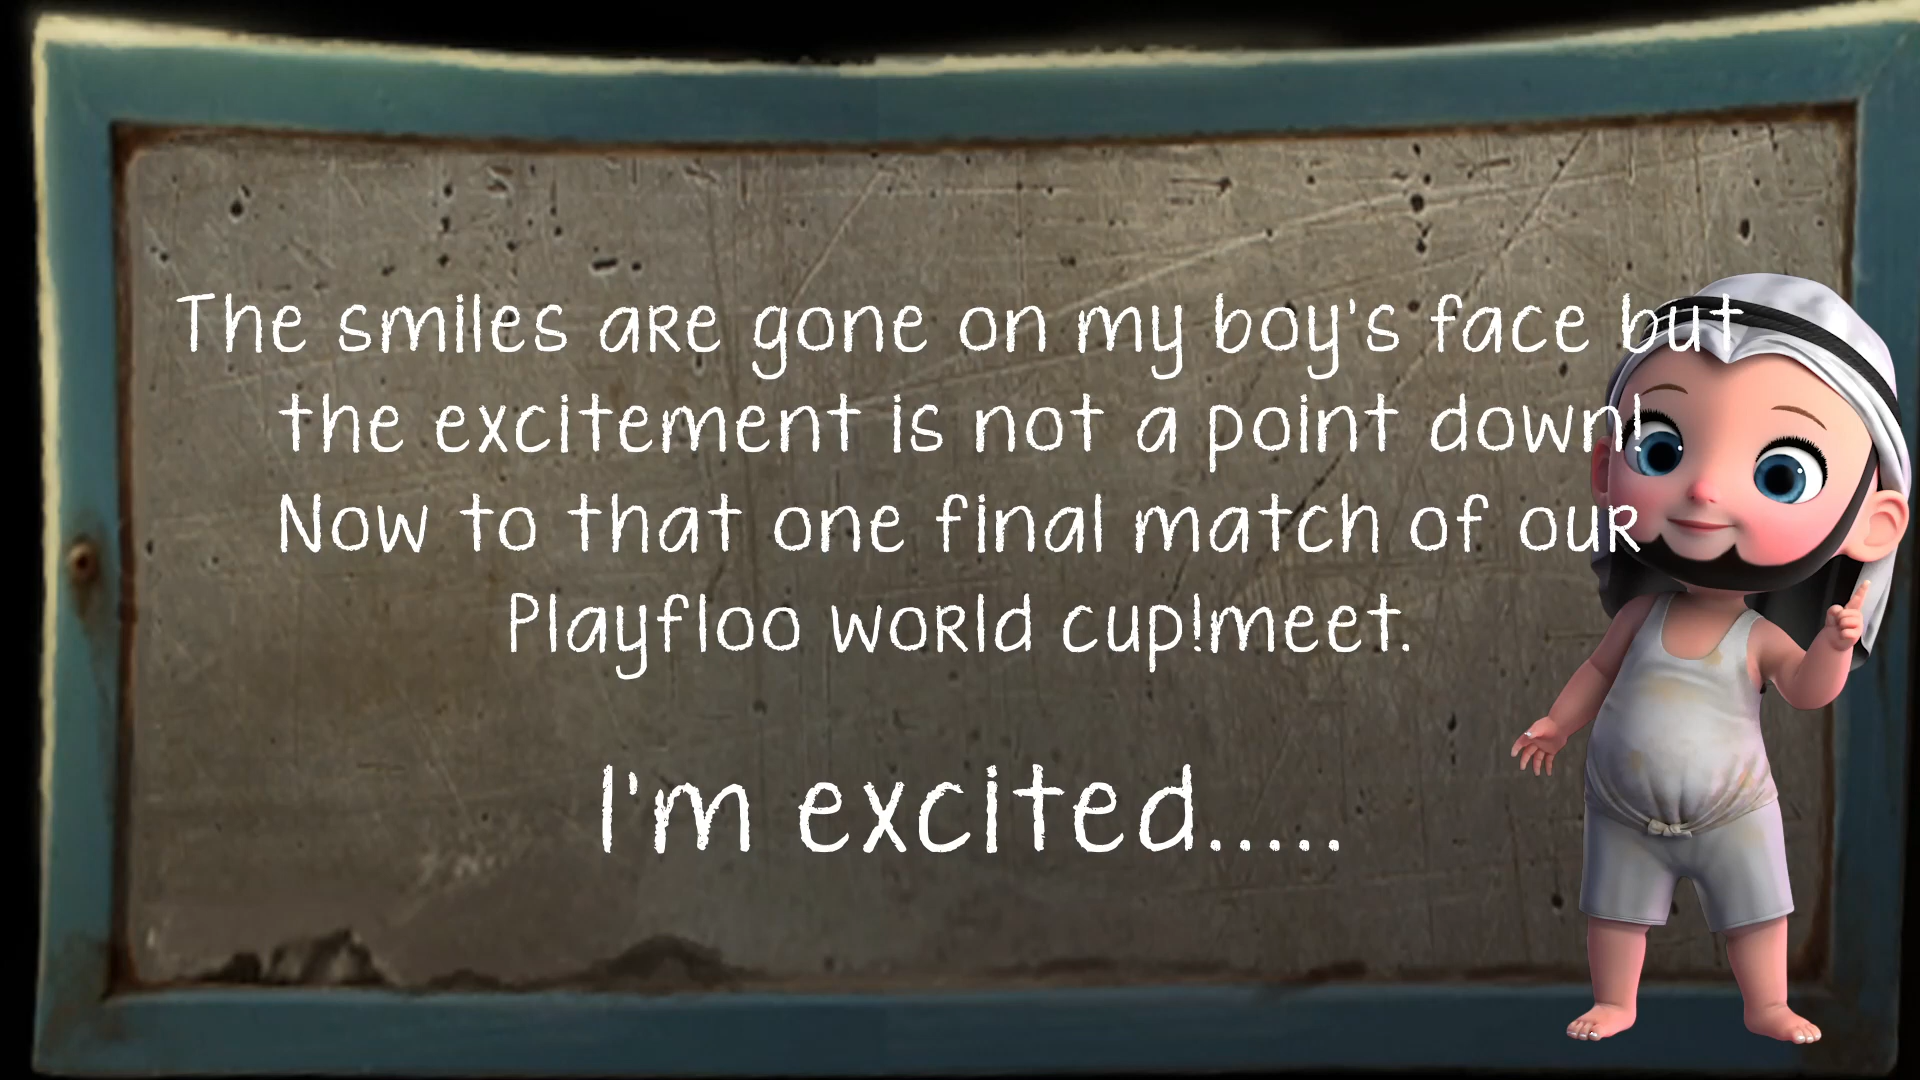 The smiles are gone on my boy's face but
the excitement is not a point down!
Now to that one final match of our
Playfloo world cup!meet.
I'm excited.....